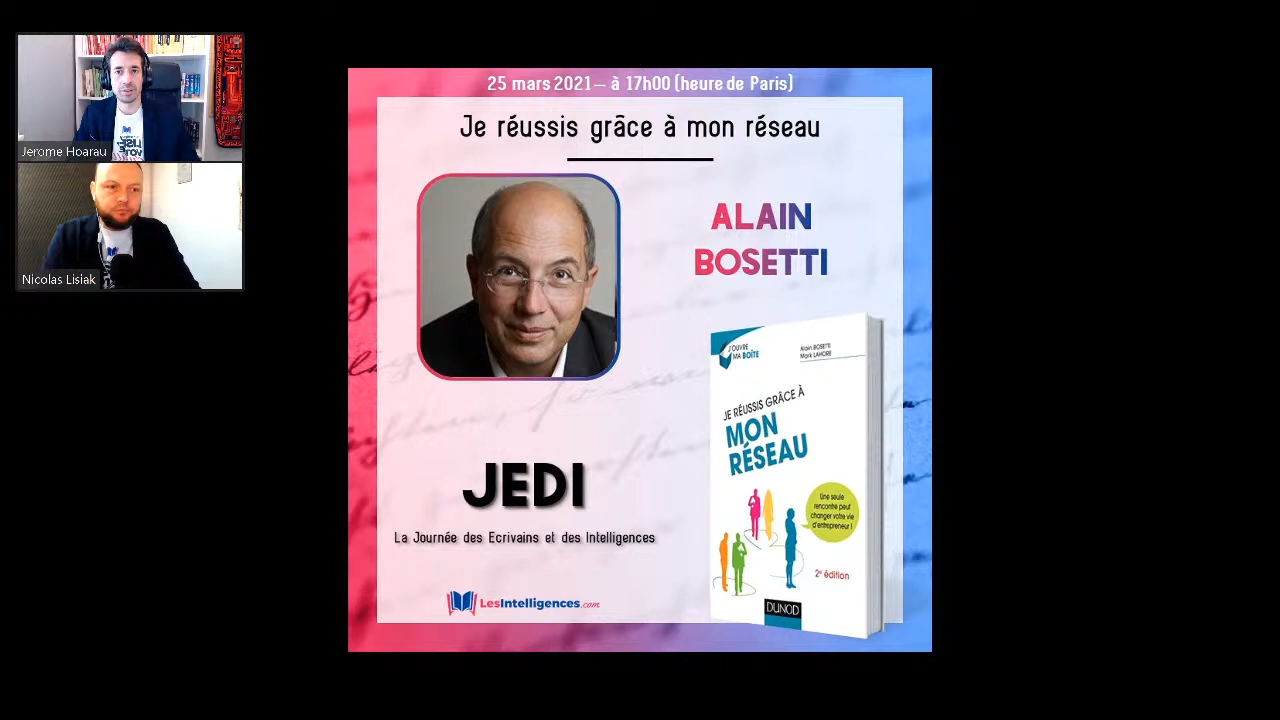 Jerome Hoarau
Nicolas Lisiak
25 mars 2021 – à 17h00 (heure de Paris)
Je réussis grâce à mon réseau
ALAIN
BOSETTI
J'OUVRE
MA BOÎTE
Alain BOSETTI
Mark LAHORE
JE RÉUSSIS GRÂCE À
MON
RÉSEAU
Une seule
rencontre peut
changer votre vie
d'entrepreneur !
2e édition
DUNOD
JEDI
La Journée des Ecrivains et des Intelligences
LesIntelligences.com